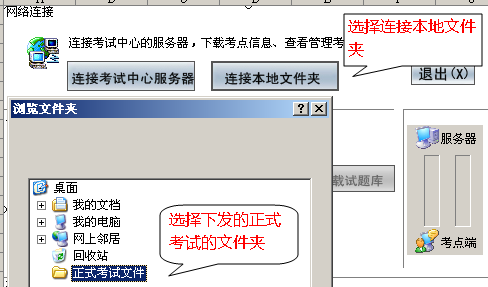 网络连接
连接考试中心的服务器，下载考点信息、查看管理考
选择连接本地文件
夹
连接考试中心服务器
连接本地文件夹
退出(X)
浏览文件夹
服务器
载试题库
桌面
我的文档
我的电脑
网上邻居
回收站
正式考试文件
选择下发的正式
考试的文件夹
考点端